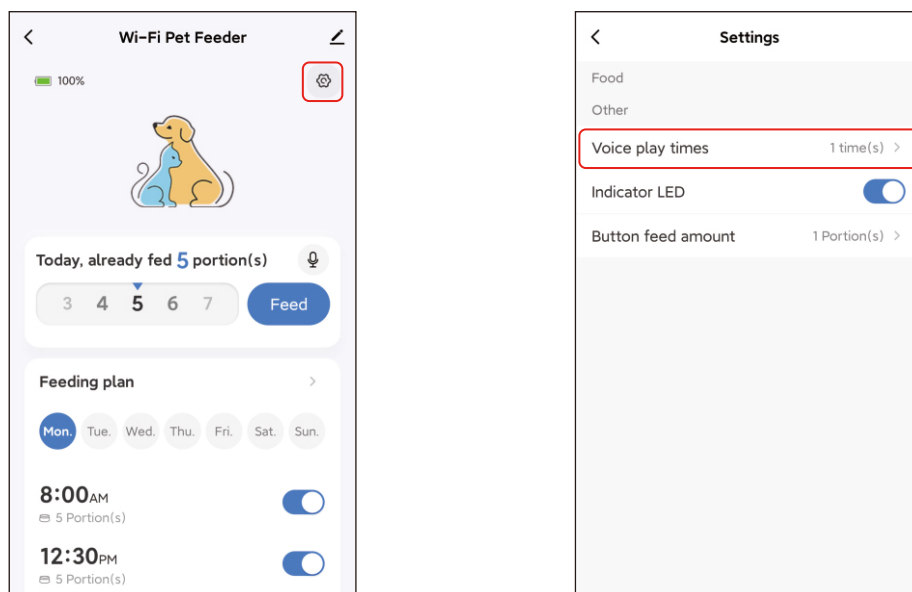 Wi-Fi Pet Feeder
100%
Today, already fed 5 portion(s)
3 4 5 6 7 Feed
Feeding plan
Mon. Tue. Wed. Thu. Fri. Sat. Sun.
8:00AM
5 Portion(s)
12:30PM
5 Portion(s)
Settings
Food
Other
Voice play times 1 time(s)
Indicator LED
Button feed amount 1 Portion(s)